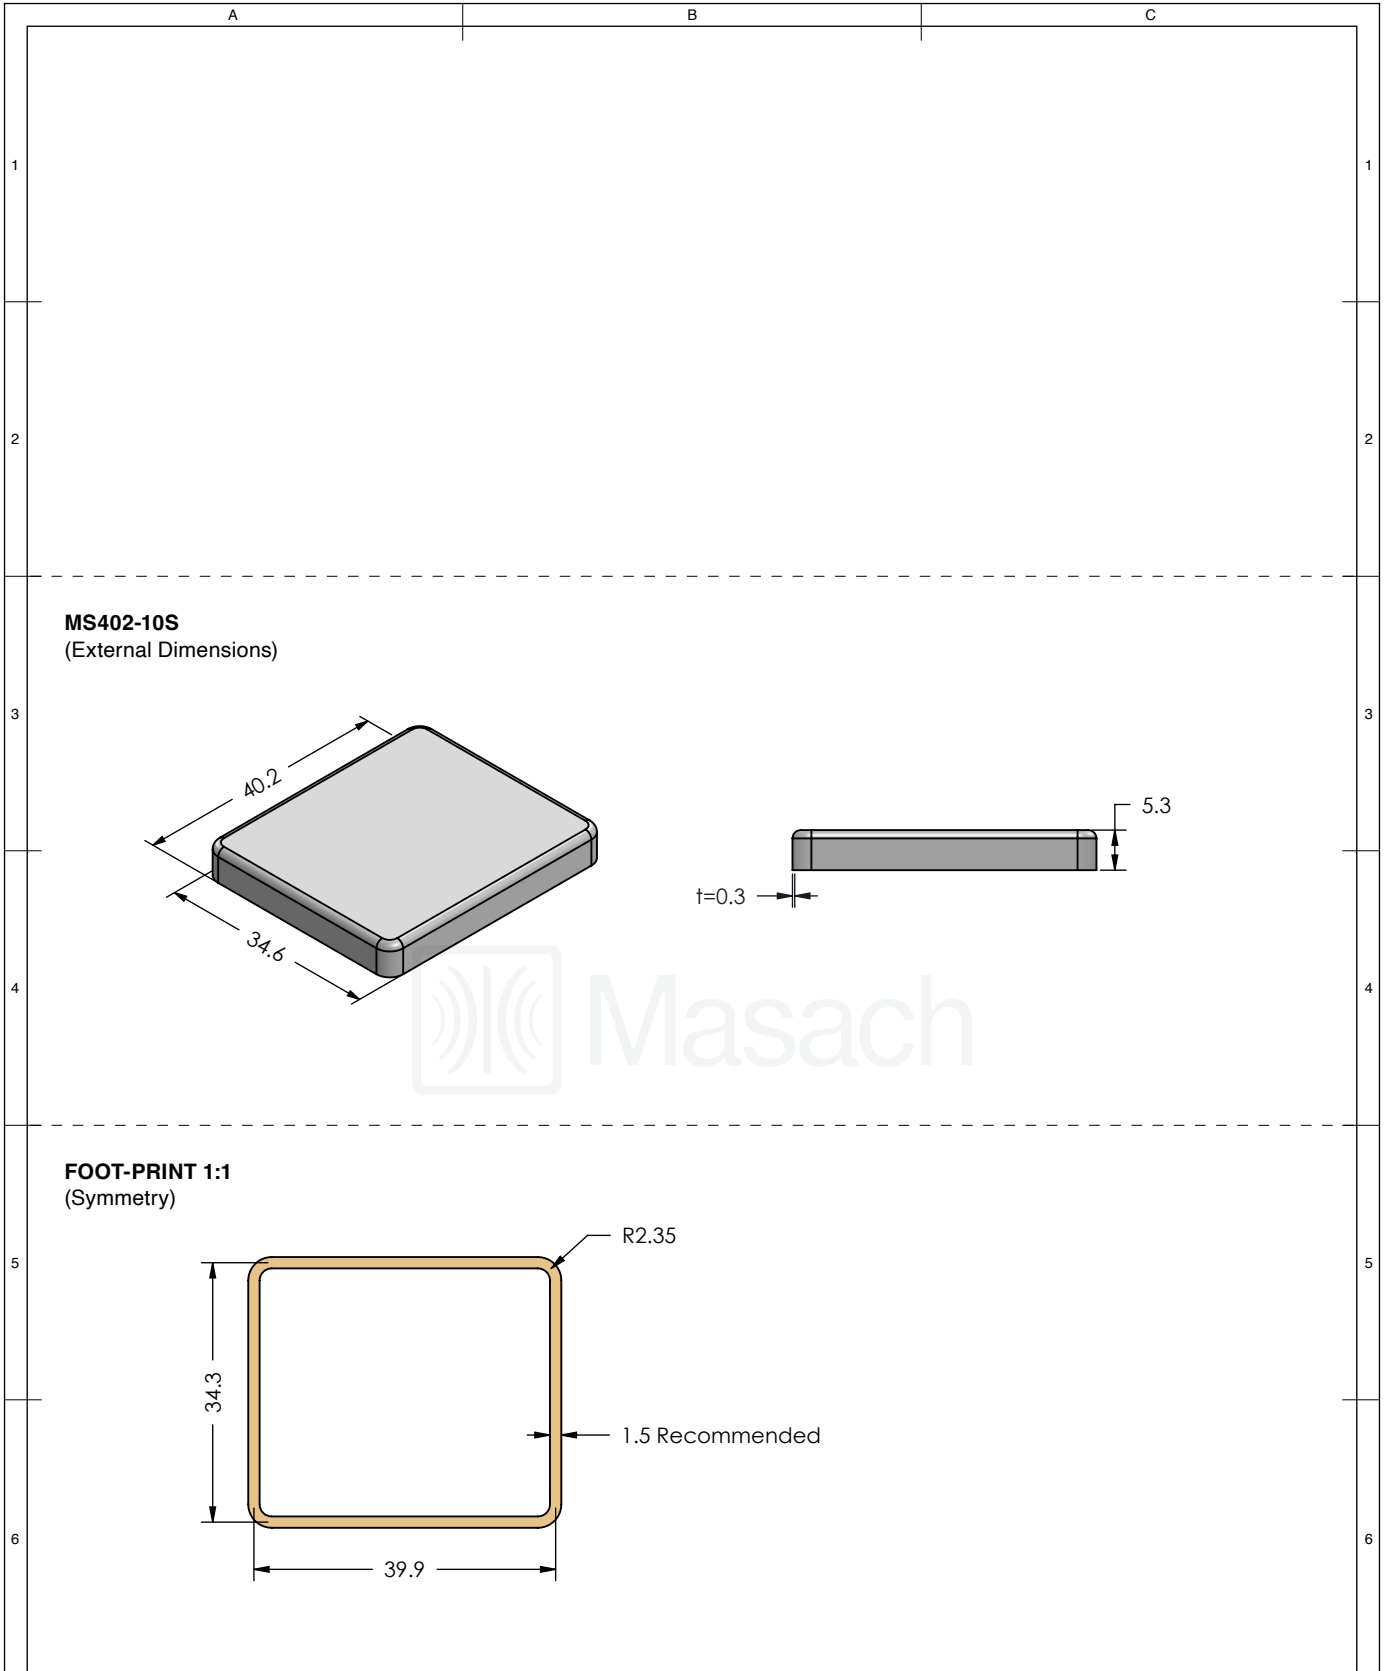 A B C
1 1
2 2
MS402-10S
(External Dimensions)
3 3
40.2
5.3
t=0.3
34.6
4 4
Masach
FOOT-PRINT 1:1
(Symmetry)
R2.35
5 5
34.3
1.5 Recommended
6 6
39.9